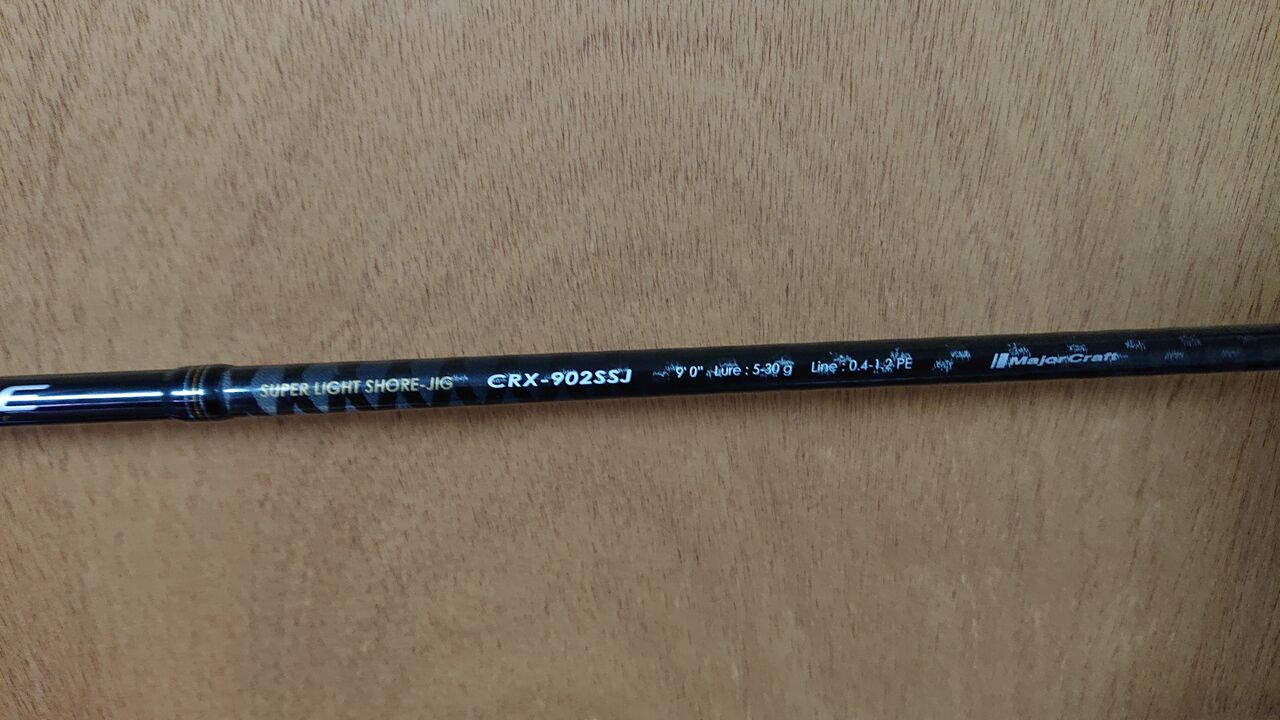 E SUPER LIGHT SHORE-JIG CRX-902SSJ 9'0" Lure : 5-30 g Line : 0.4-1.2 PE MajorCraft